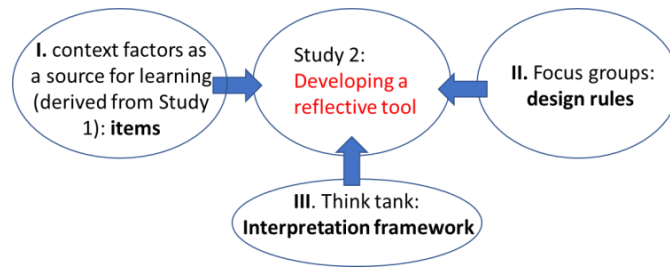 I. context factors as
a source for learning
(derived from Study
1): items
Study 2:
Developing a
reflective tool
II. Focus groups:
design rules
III. Think tank:
Interpretation framework